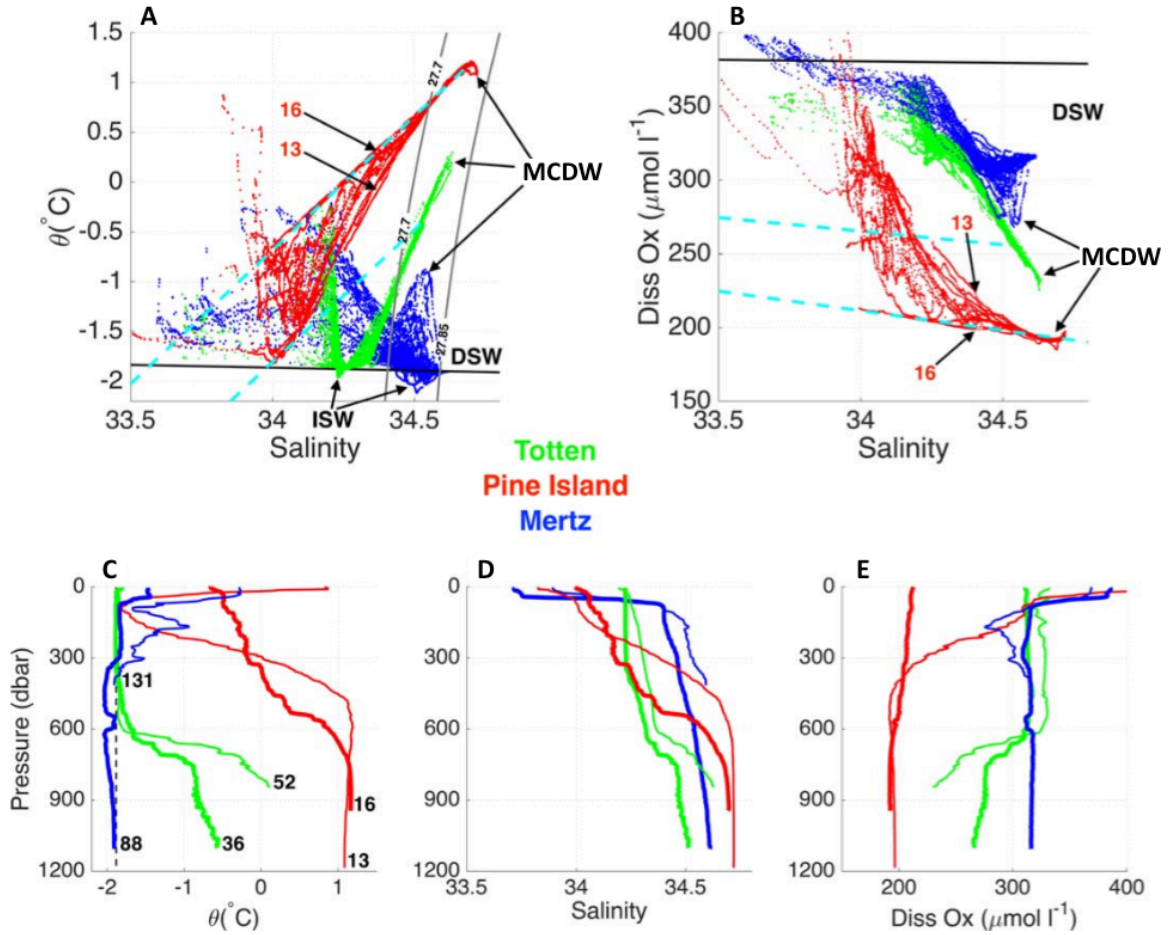 A
1.5
1
0.5
0
-0.5
-1
-1.5
-2
θ(°C)
16
13
27.7
27.7
27.85
MCDW
DSW
ISW
33.5
34
34.5
Salinity
B
400
350
300
250
200
150
Diss Ox (μmol l⁻¹)
DSW
13
MCDW
16
33.5
34
34.5
Salinity
Totten
Pine Island
Mertz
C
0
300
600
900
1200
Pressure (dbar)
131
52
16
88
36
13
-2
-1
0
1
θ(°C)
D
0
300
600
900
1200
33.5
34
34.5
Salinity
E
0
300
600
900
1200
200
300
400
Diss Ox (μmol l⁻¹)